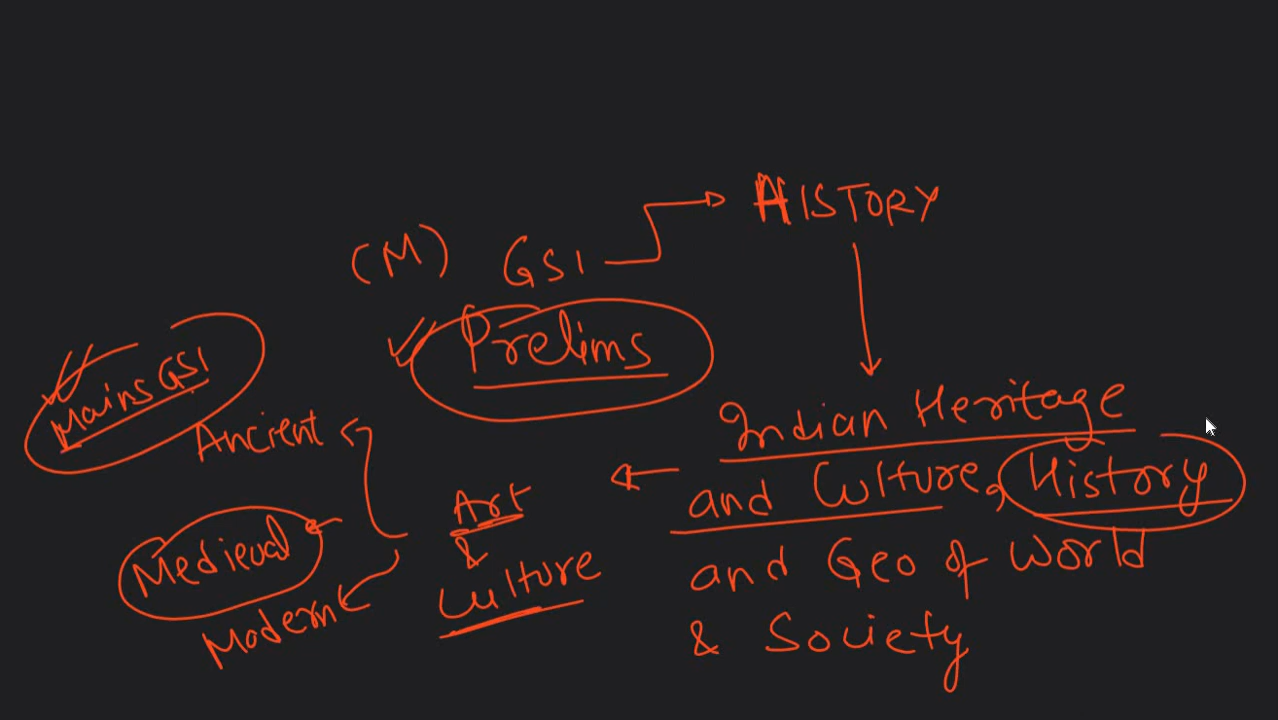 HISTORY
(M) GS1
Prelims
Mains GS1
Ancient
Medieval
Modern
Art
&
Culture
Indian Heritage
and Culture, History
and Geo of World
& Society